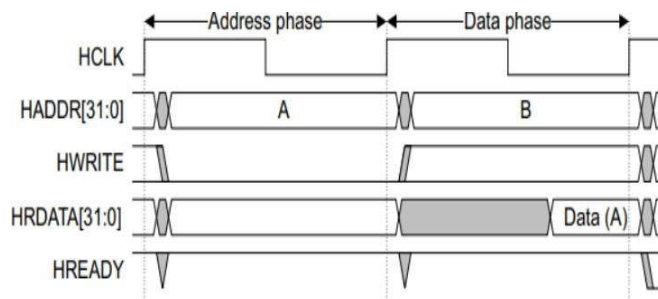 Address phase Data phase
HCLK
HADDR[31:0] A B
HWRITE
HRDATA[31:0] Data (A)
HREADY